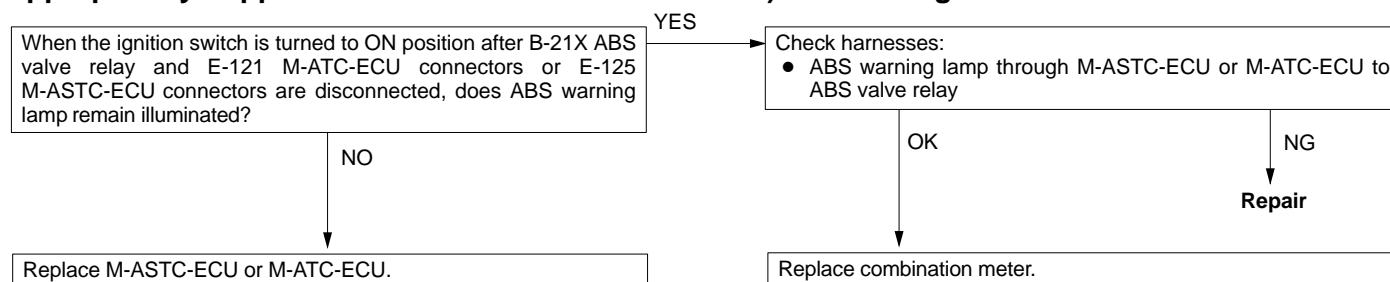 YES
When the ignition switch is turned to ON position after B-21X ABS
valve relay and E-121 M-ATC-ECU connectors or E-125
M-ASTC-ECU connectors are disconnected, does ABS warning
lamp remain illuminated?
Check harnesses:
● ABS warning lamp through M-ASTC-ECU or M-ATC-ECU to
ABS valve relay
NO
OK
NG
Repair
Replace M-ASTC-ECU or M-ATC-ECU.
Replace combination meter.